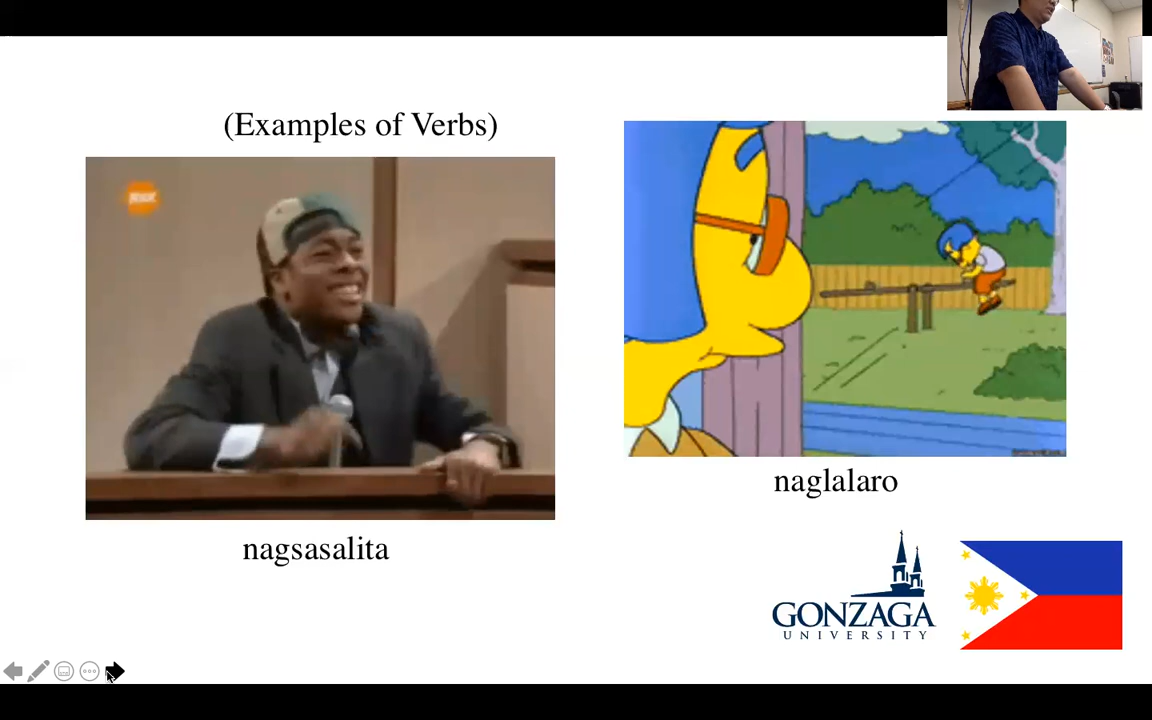 (Examples of Verbs)
nagsasalita
naglalaro
GONZAGA
UNIVERSITY